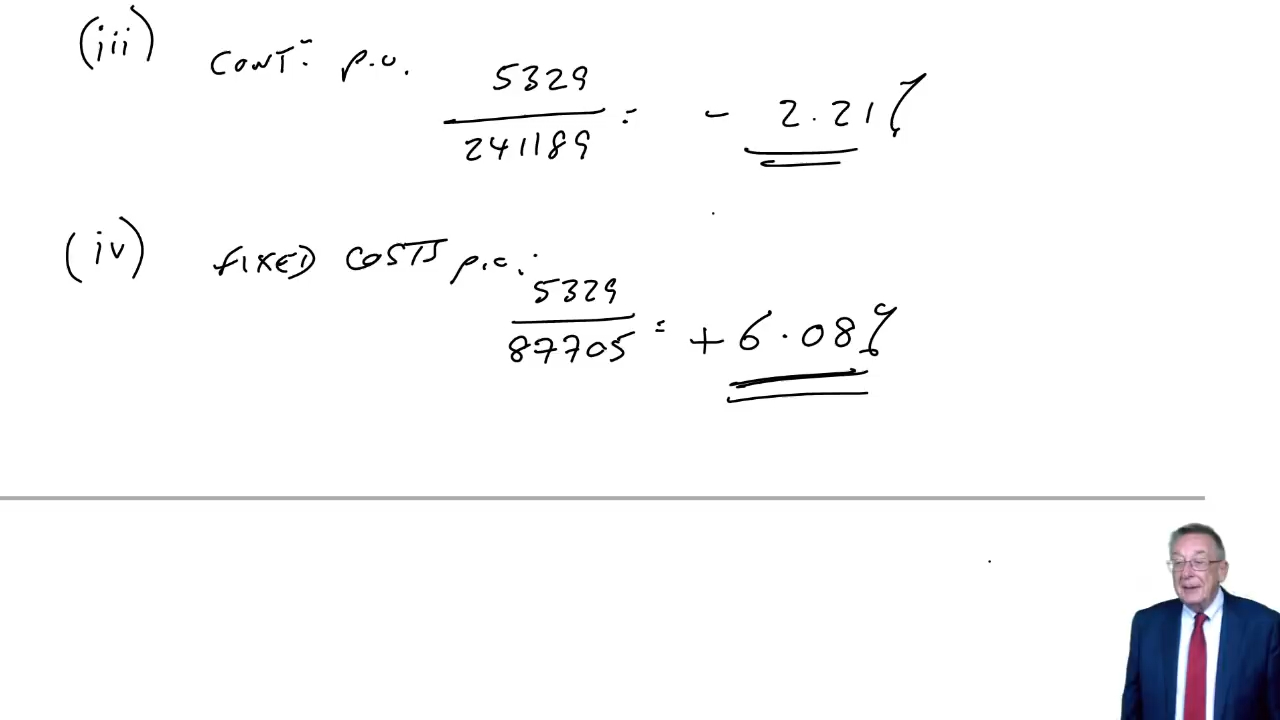 (iii) CONT. p.u.
5329
241189 = - 2.21%
(iv) FIXED COSTS p.a.
5329
87705 = + 6.08%